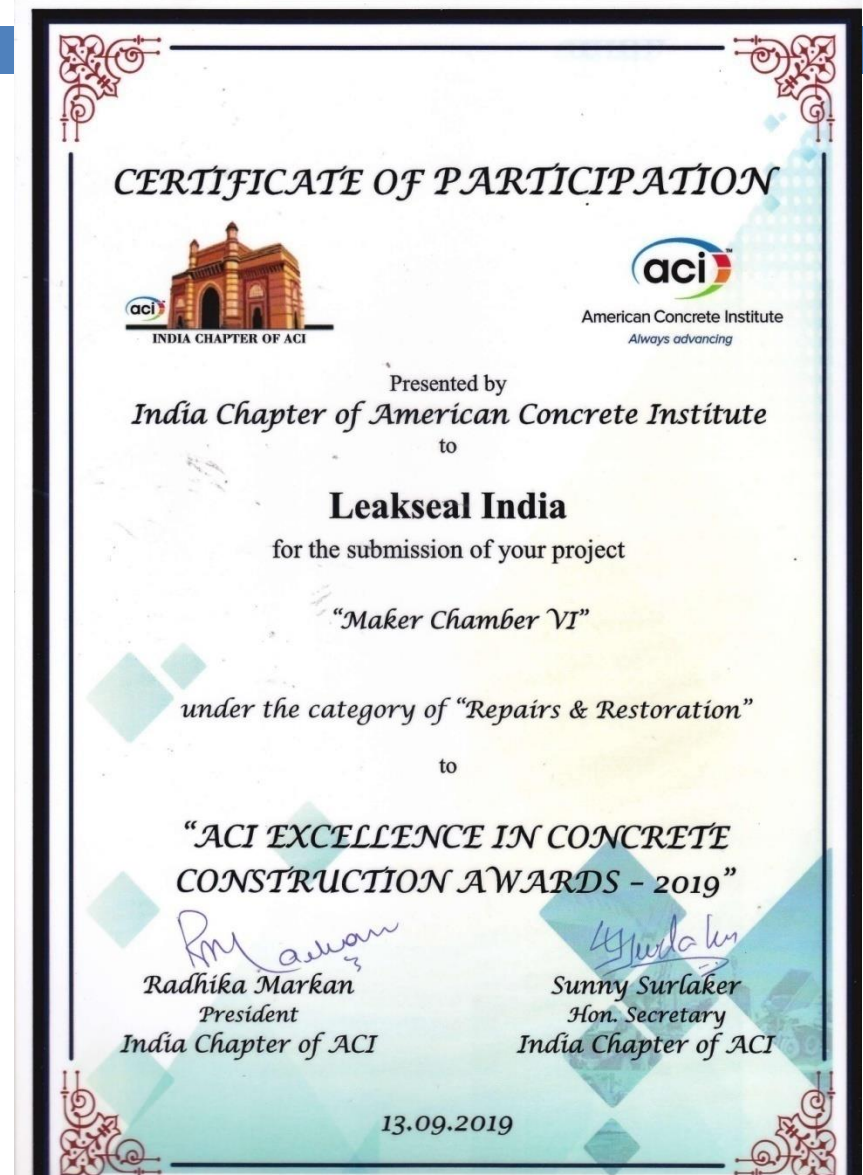 CERTIFICATE OF PARTICIPATION
aci
INDIA CHAPTER OF ACI
aci™
American Concrete Institute
Always advancing
Presented by
India Chapter of American Concrete Institute
to
Leakseal India
for the submission of your project
“Maker Chamber VI”
under the category of “Repairs & Restoration”
to
“ACI EXCELLENCE IN CONCRETE
CONSTRUCTION AWARDS – 2019”
Radhika Markan
President
India Chapter of ACI
Sunny Surlaker
Hon. Secretary
India Chapter of ACI
13.09.2019